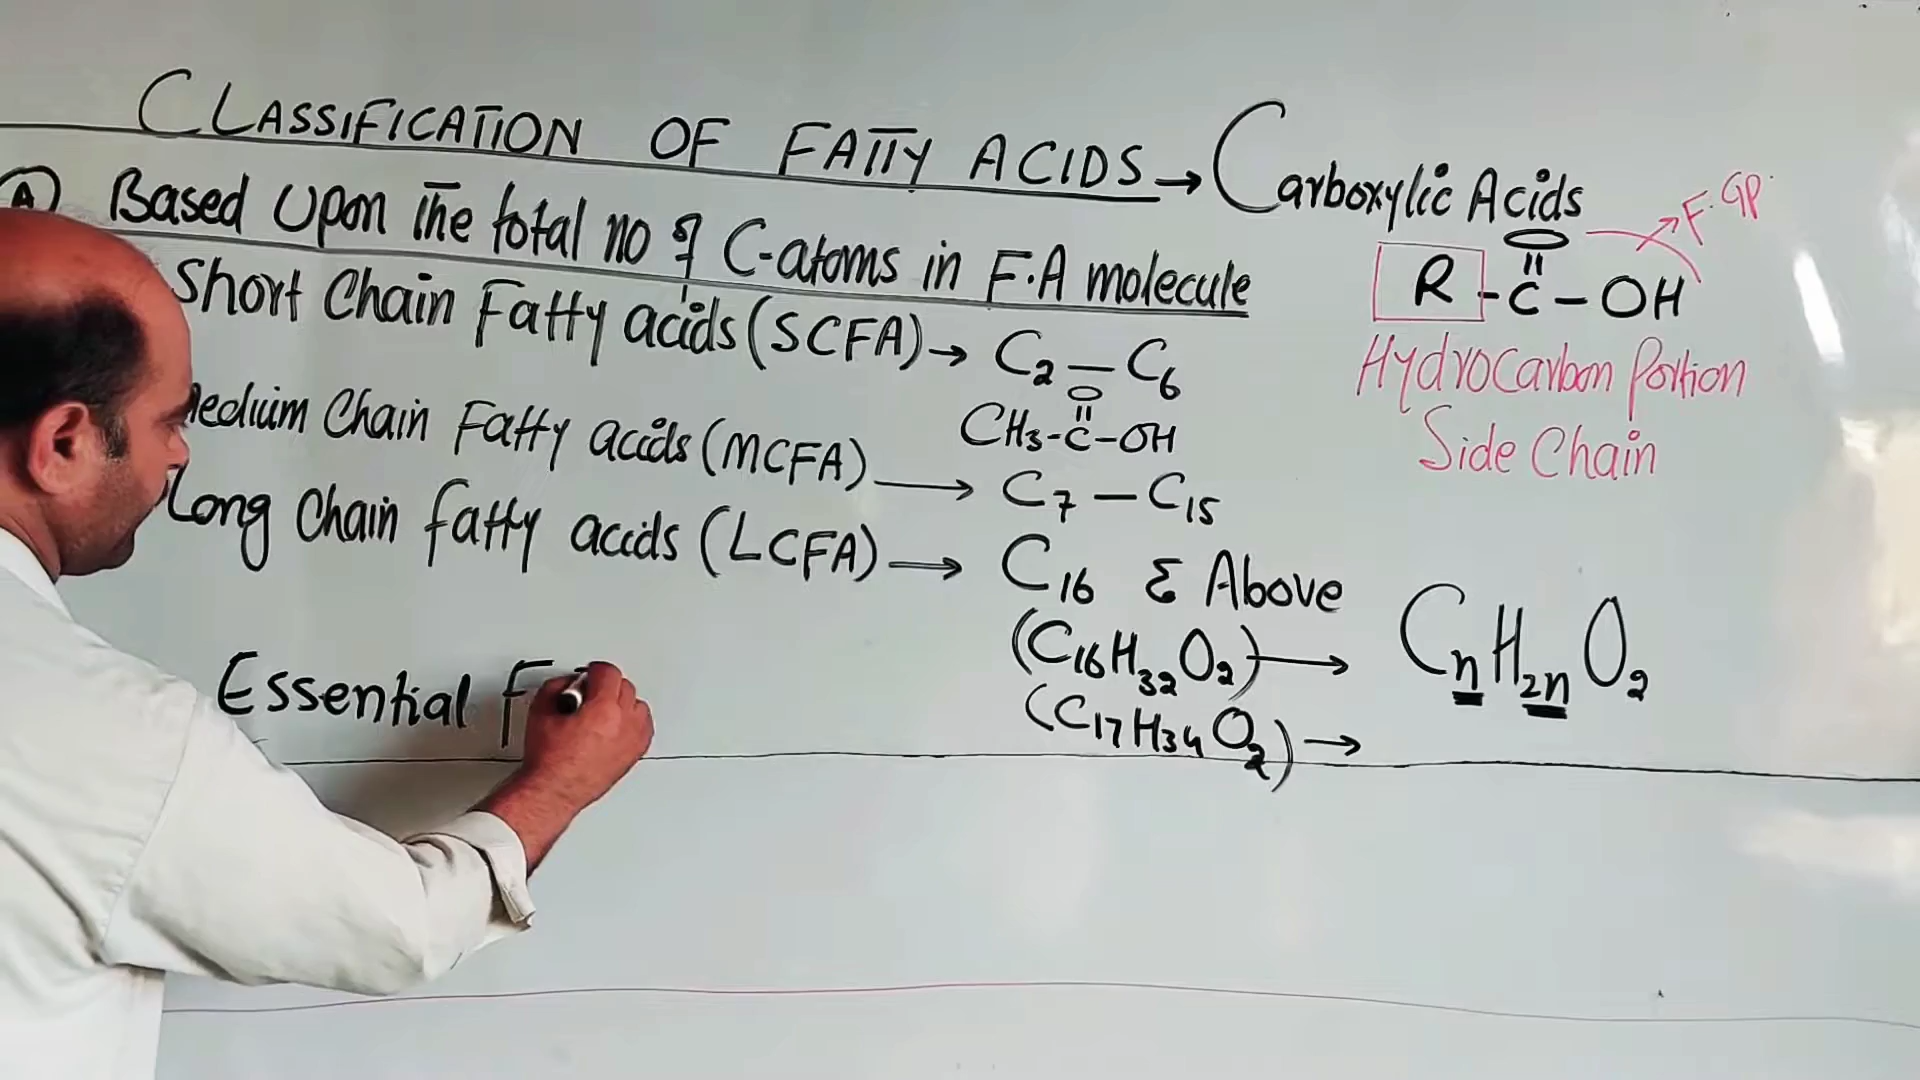 CLASSIFICATION OF FATTY ACIDS → Carboxylic Acids
(A) Based Upon the total no of C-atoms in F.A molecule
F.GP.
O
R - C - OH
Hydrocarbon Portion
Side Chain
Short Chain Fatty acids (SCFA) → C₂ — C₆
O
CH₃-C-OH
Medium Chain Fatty acids (MCFA) → C₇ — C₁₅
Long Chain fatty acids (LCFA) → C₁₆ & Above
(C₁₆H₃₂O₂) → CₙH₂ₙO₂
(C₁₇H₃₄O₂) →
Essential F